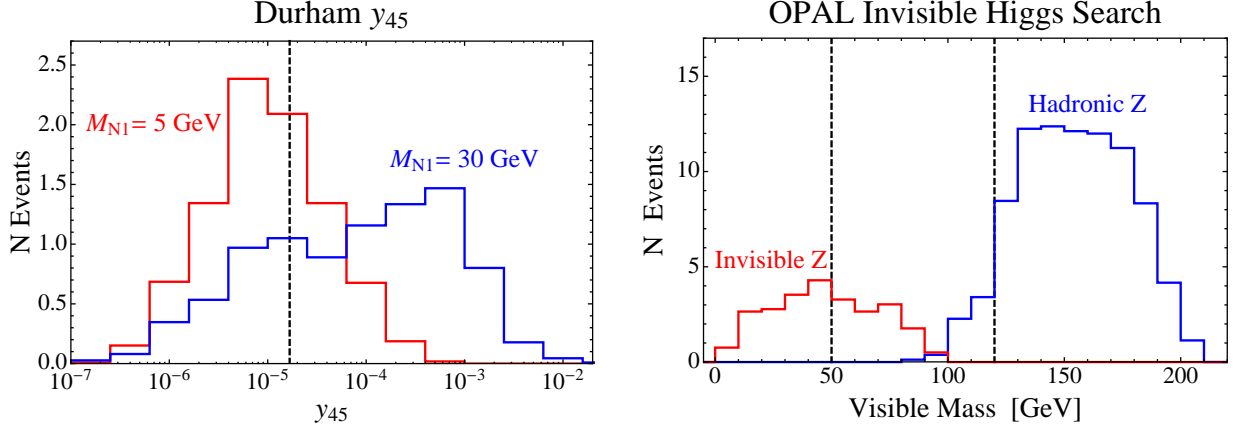 Durham y45
2.5
2.0
1.5
1.0
0.5
0.0
N Events
MN1= 5 GeV
MN1= 30 GeV
10−7
10−6
10−5
10−4
10−3
10−2
y45
OPAL Invisible Higgs Search
15
10
5
0
N Events
Hadronic Z
Invisible Z
0
50
100
150
200
Visible Mass [GeV]